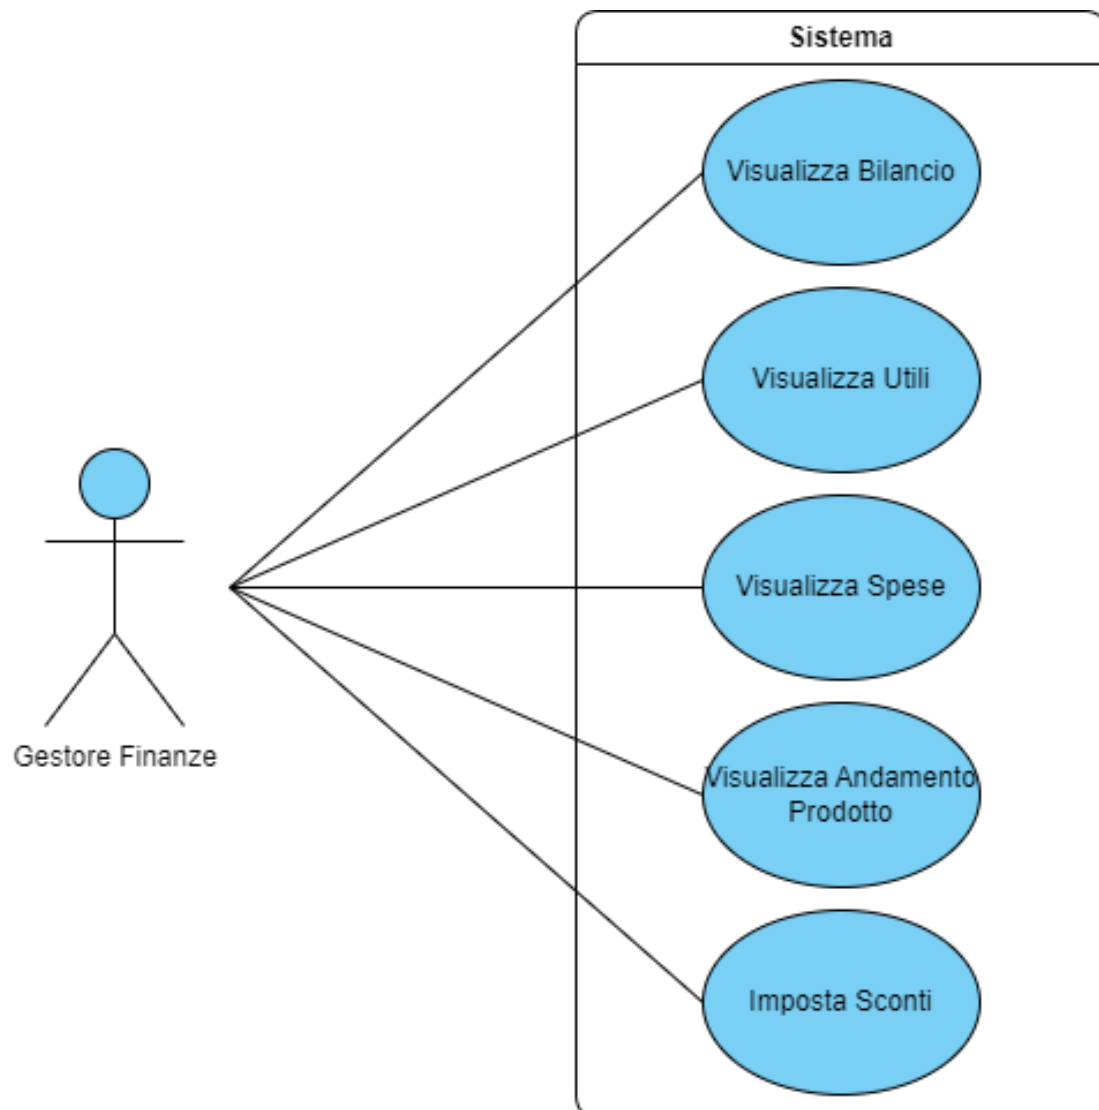 Sistema
Visualizza Bilancio
Visualizza Utili
Visualizza Spese
Visualizza Andamento
Prodotto
Imposta Sconti
Gestore Finanze